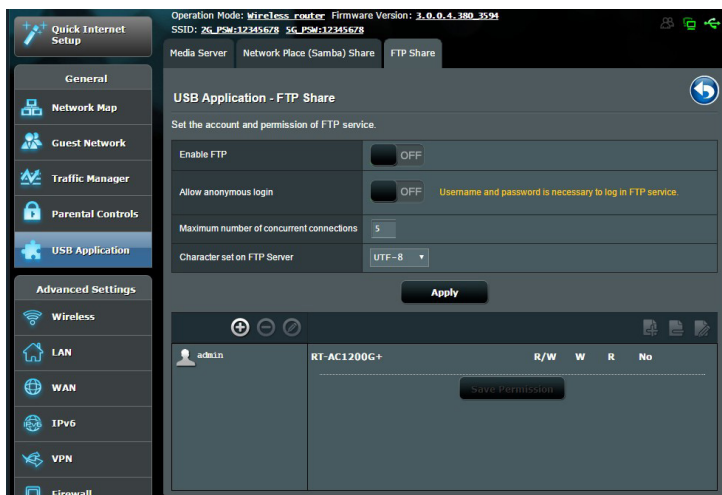 Quick Internet
Setup
General
Network Map
Guest Network
Traffic Manager
Parental Controls
USB Application
Advanced Settings
Wireless
LAN
WAN
IPv6
VPN
Firewall
Operation Mode: Wireless router Firmware Version: 3.0.0.4.380_3594
SSID: 2G_PSW:12345678 5G_PSW:12345678
Media Server Network Place (Samba) Share FTP Share
USB Application - FTP Share
Set the account and permission of FTP service.
Enable FTP OFF
Allow anonymous login OFF Username and password is necessary to log in FTP service.
Maximum number of concurrent connections 5
Character set on FTP Server UTF-8
Apply
admin
RT-AC1200G+ R/W W R No
Save Permission